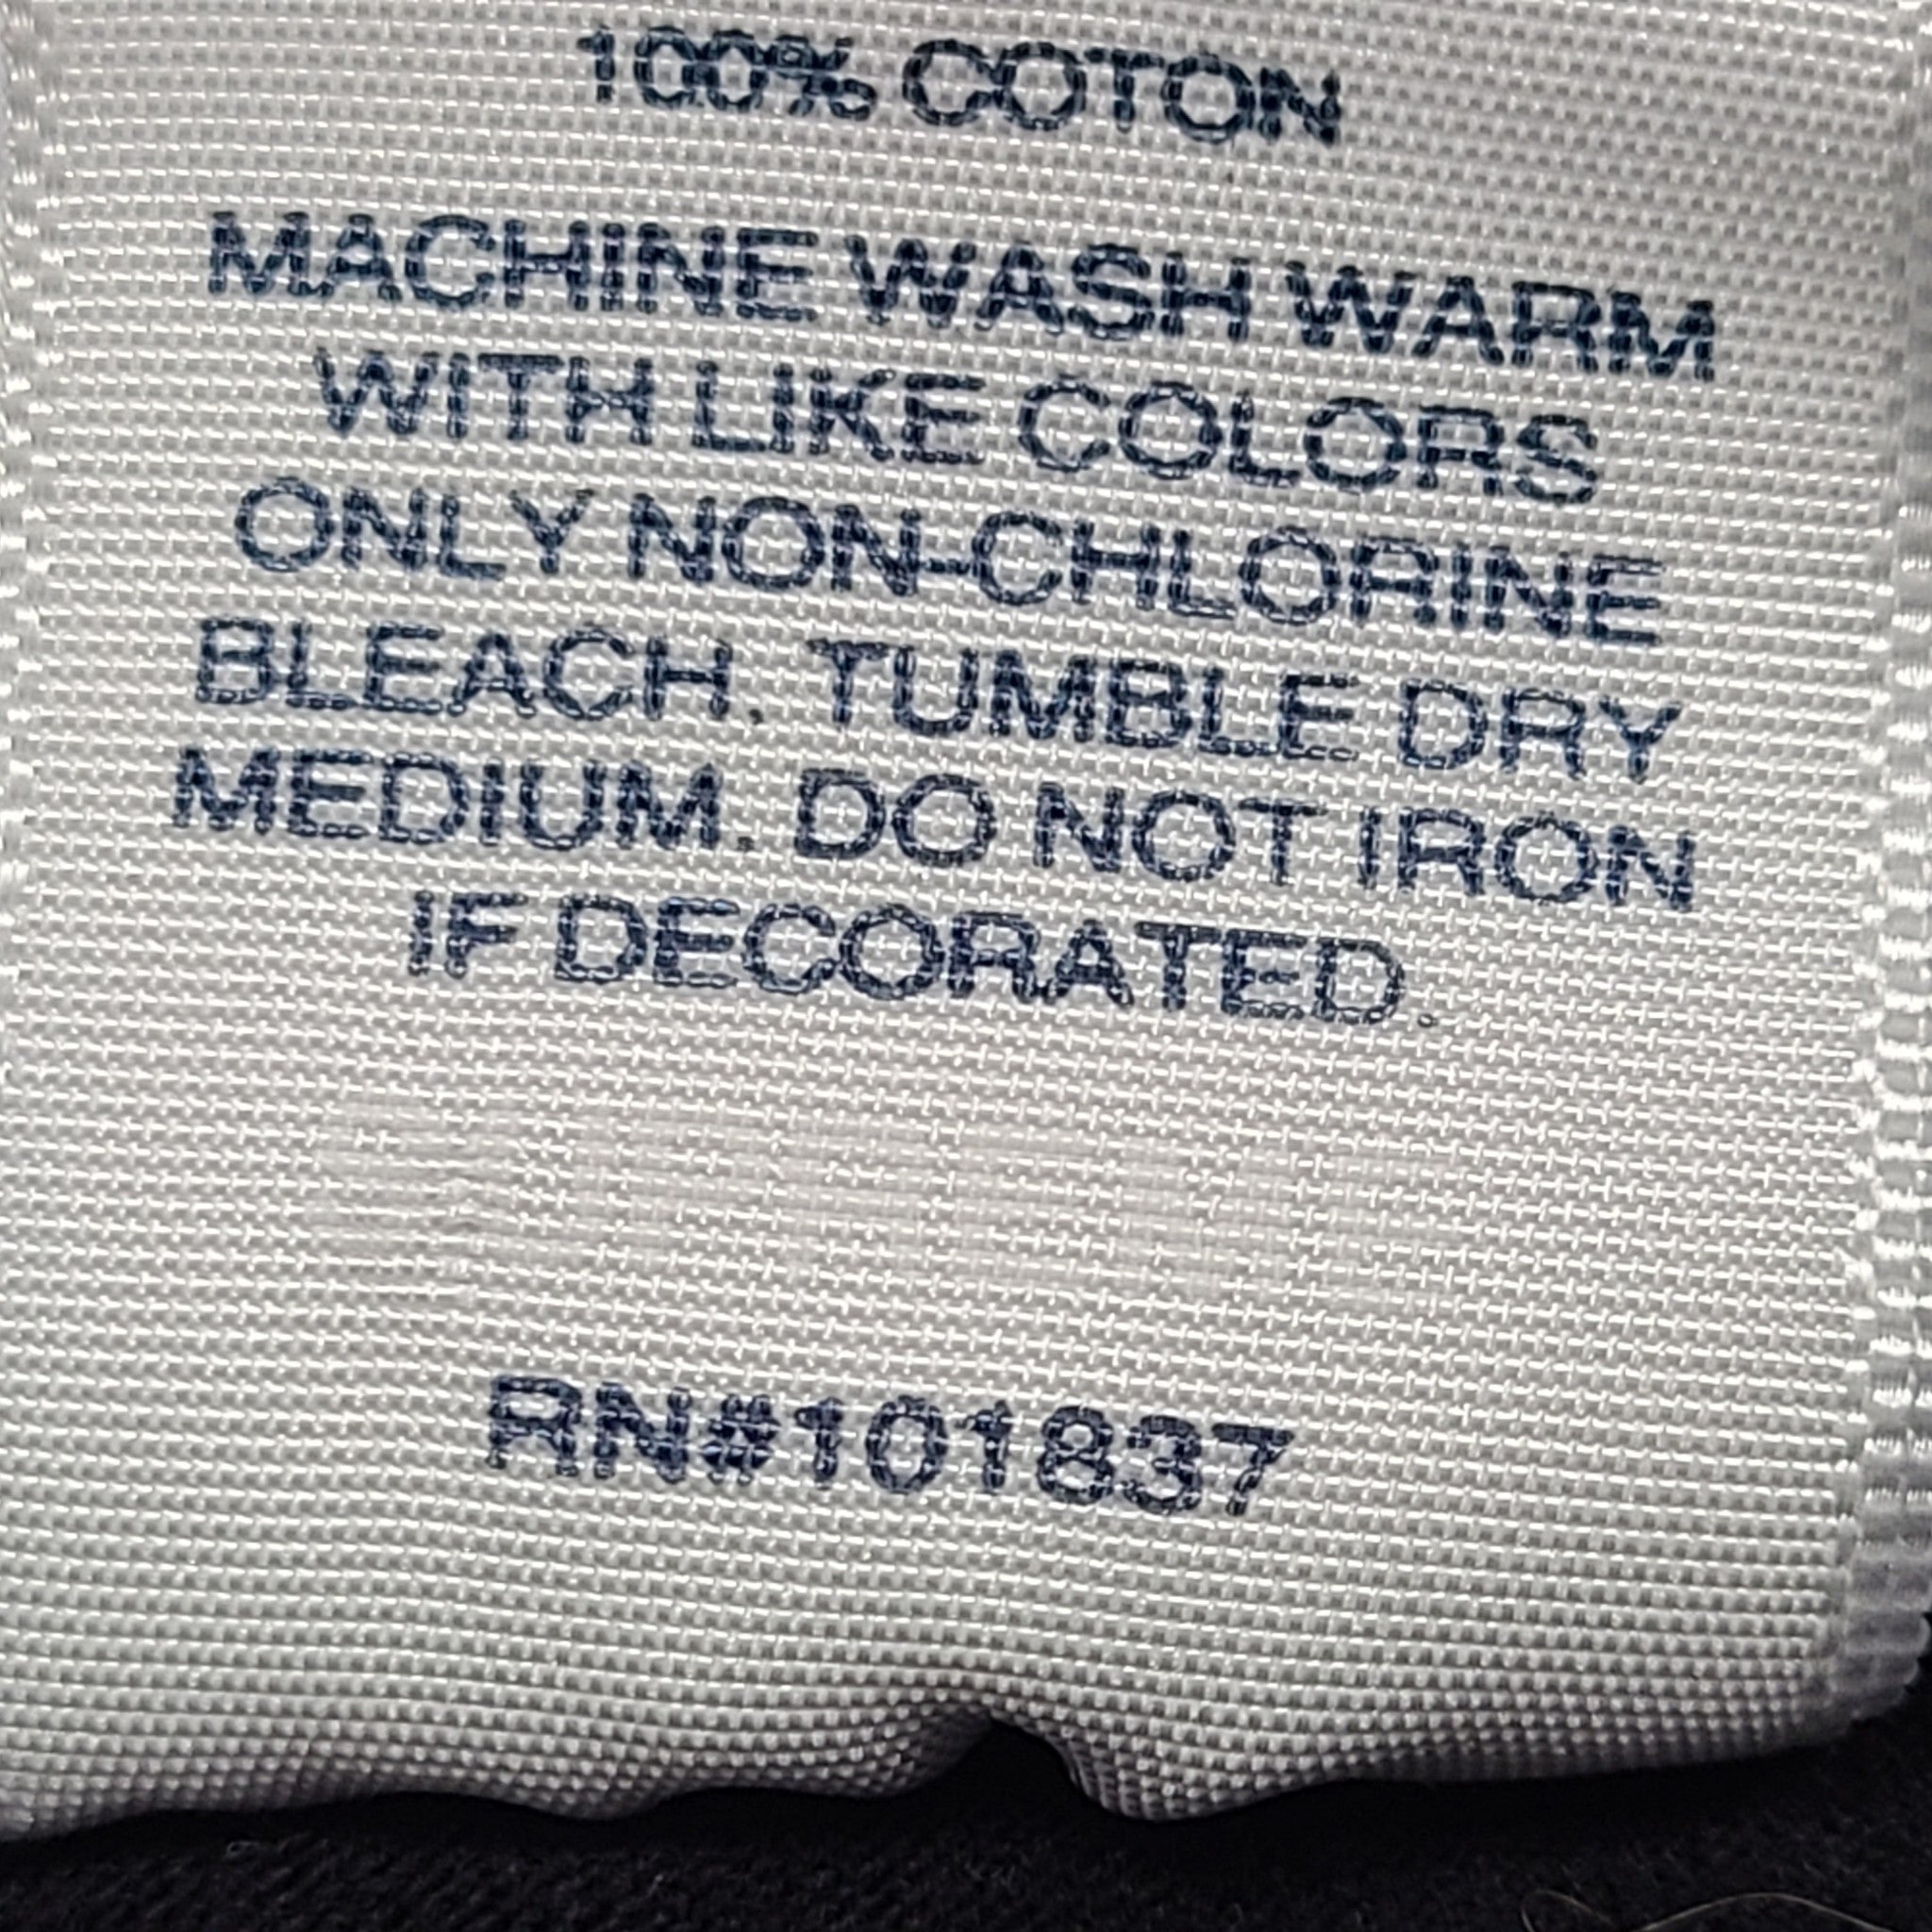 100% COTON
MACHINE WASH WARM
WITH LIKE COLORS
ONLY NON-CHLORINE
BLEACH. TUMBLE DRY
MEDIUM. DO NOT IRON
IF DECORATED.
RN#101837